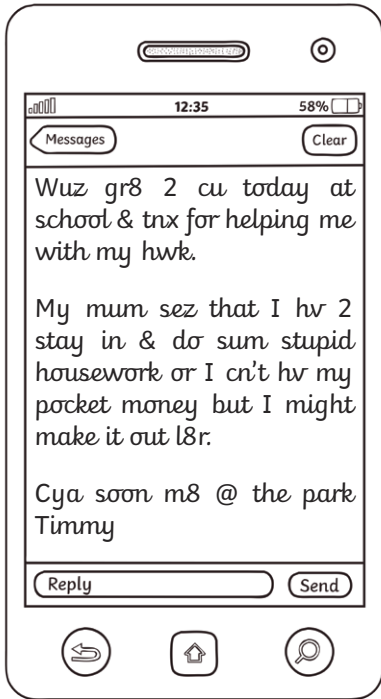 12:35
58%
Messages
Clear
Wuz gr8 2 cu today at
school & tnx for helping me
with my hwk.
My mum sez that I hv 2
stay in & do sum stupid
housework or I cn't hv my
pocket money but I might
make it out l8r.
Cya soon m8 @ the park
Timmy
Reply
Send